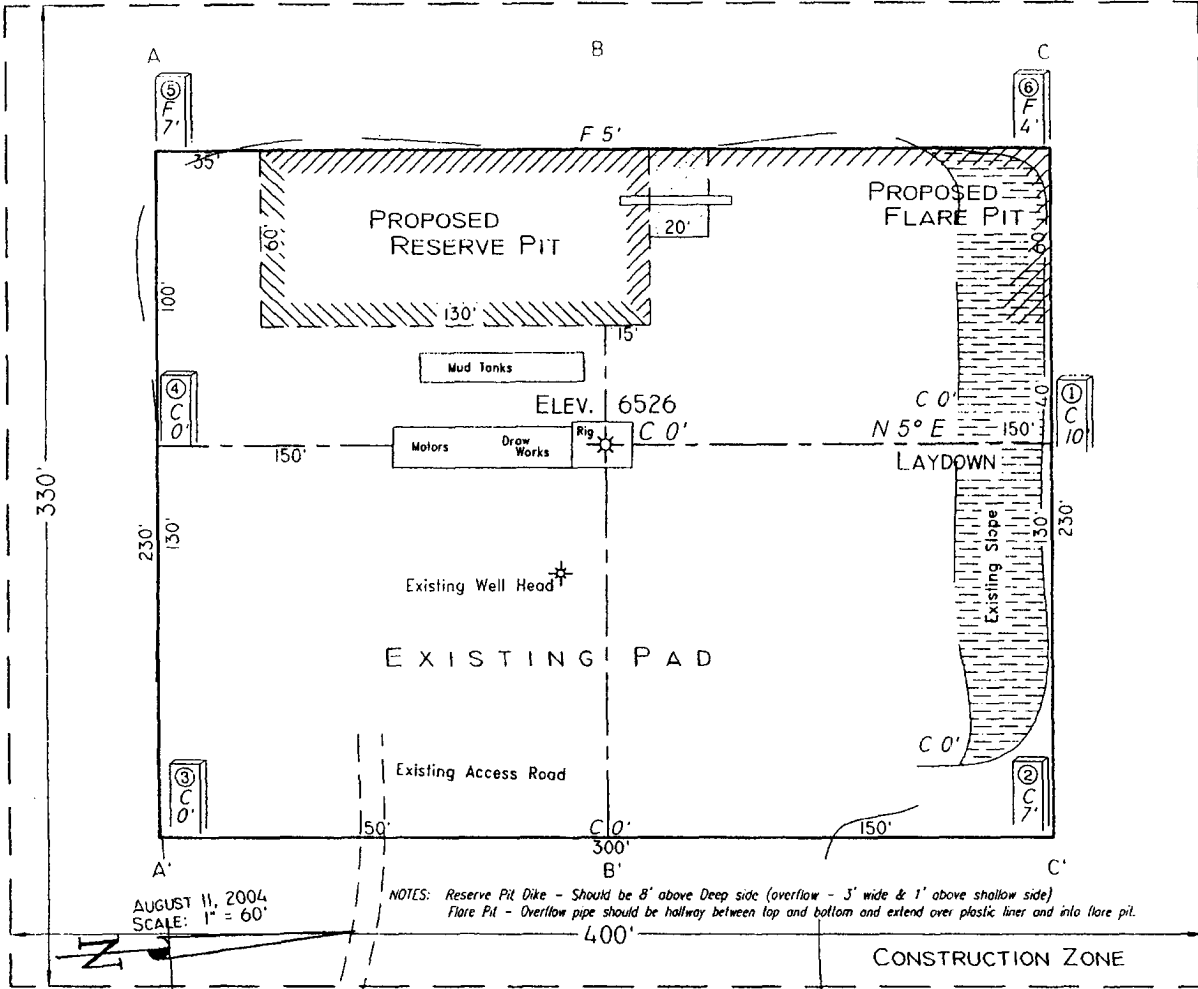 A
B
C
⑤
F
7'
⑥
F
4'
F 5'
35'
PROPOSED
RESERVE PIT
PROPOSED
FLARE PIT
20'
60'
60'
100'
130'
15'
Mud Tanks
④
C
0'
①
C
10'
40'
ELEV. 6526
C 0'
C 0'
N 5° E
150'
Rig
Motors
Draw
Works
150'
LAYDOWN
330'
230'
130'
130'
230'
Existing Slope
Existing Well Head
EXISTING PAD
C 0'
Existing Access Road
③
C
0'
②
C
7'
50'
C 0'
150'
300'
A'
B'
C'
AUGUST 11, 2004
SCALE: 1" = 60'
NOTES: Reserve Pit Dike - Should be 8' above Deep side (overflow - 3' wide & 1' above shallow side)
Flare Pit - Overflow pipe should be halfway between top and bottom and extend over plastic liner and into flare pit.
N
400'
CONSTRUCTION ZONE